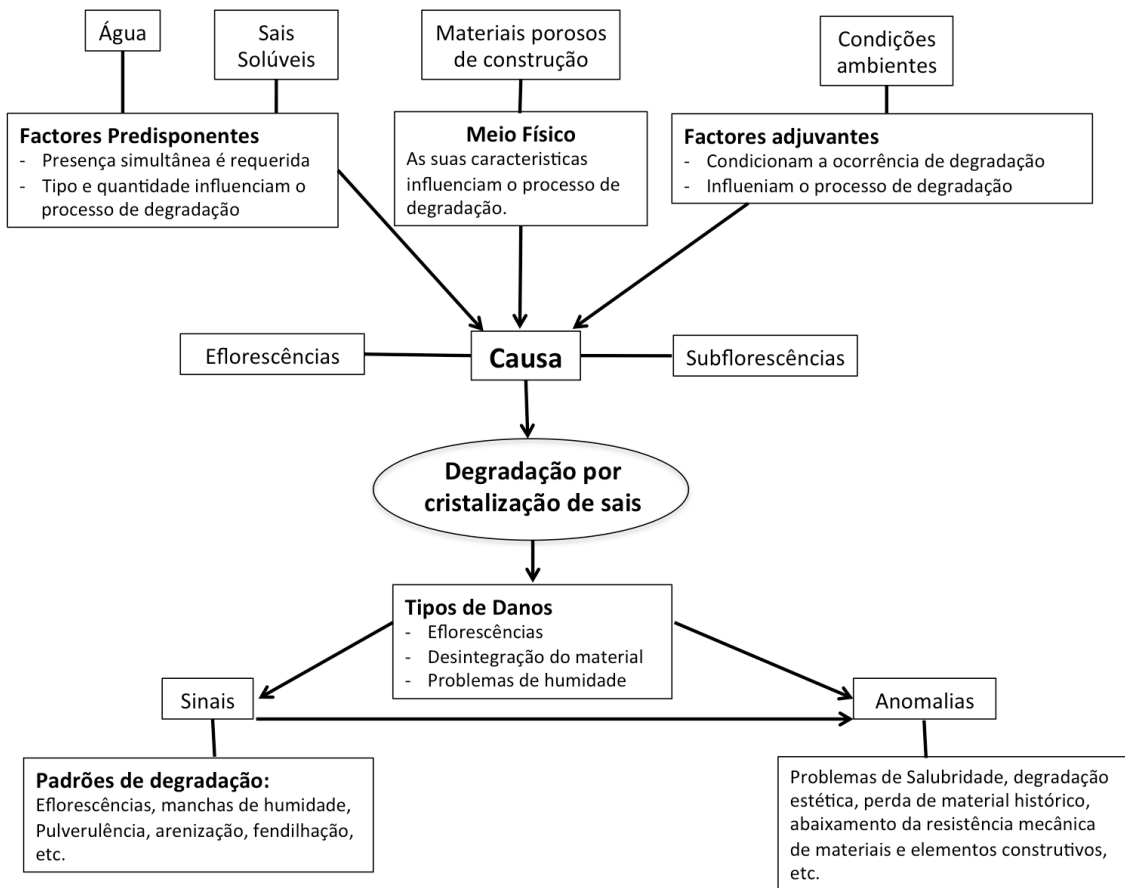 Água
Sais
Solúveis
Materiais porosos
de construção
Condições
ambientes
Factores Predisponentes
- Presença simultânea é requerida
- Tipo e quantidade influenciam o
processo de degradação
Meio Físico
As suas caracteristicas
influenciam o processo de
degradação.
Factores adjuvantes
- Condicionam a ocorrência de degradação
- Influeniam o processo de degradação
Eflorescências
Causa
Subflorescências
Degradação por
cristalização de sais
Tipos de Danos
- Eflorescências
- Desintegração do material
- Problemas de humidade
Sinais
Anomalias
Padrões de degradação:
Eflorescências, manchas de humidade,
Pulverulência, arenização, fendilhação,
etc.
Problemas de Salubridade, degradação
estética, perda de material histórico,
abaixamento da resistência mecânica
de materiais e elementos construtivos,
etc.